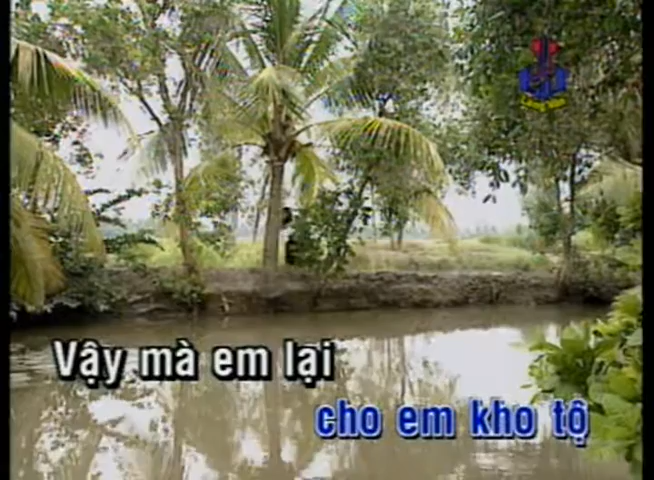 Vậy mà em lại
cho em kho tộ